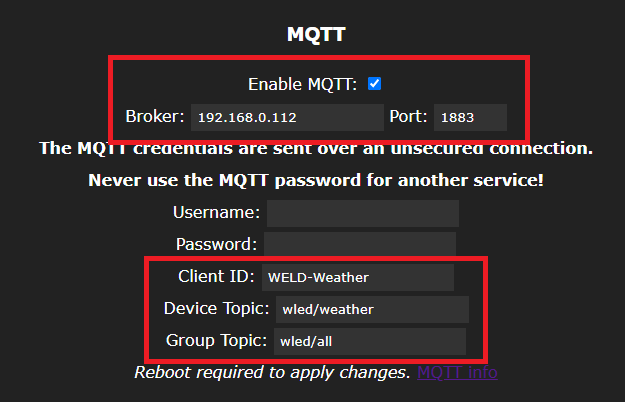 MQTT
Enable MQTT:
Broker: 192.168.0.112 Port: 1883
The MQTT credentials are sent over an unsecured connection.
Never use the MQTT password for another service!
Username:
Password:
Client ID: WELD-Weather
Device Topic: wled/weather
Group Topic: wled/all
Reboot required to apply changes. MQTT info